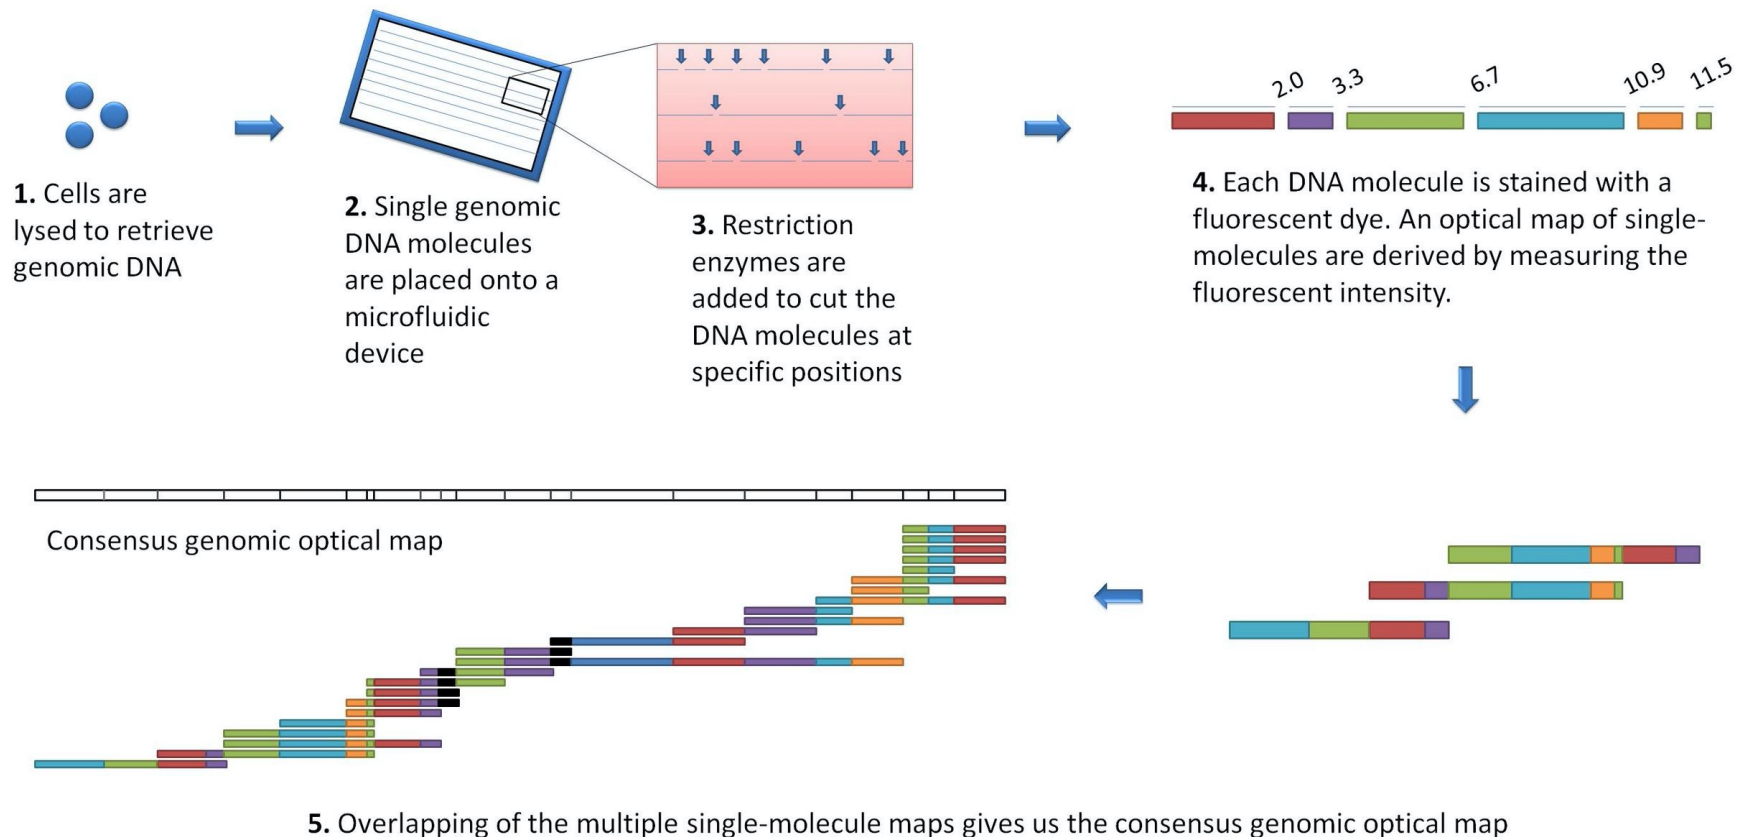 1. Cells are
lysed to retrieve
genomic DNA
2. Single genomic
DNA molecules
are placed onto a
microfluidic
device
3. Restriction
enzymes are
added to cut the
DNA molecules at
specific positions
2.0 3.3 6.7 10.9 11.5
4. Each DNA molecule is stained with a
fluorescent dye. An optical map of single-
molecules are derived by measuring the
fluorescent intensity.
Consensus genomic optical map
5. Overlapping of the multiple single-molecule maps gives us the consensus genomic optical map